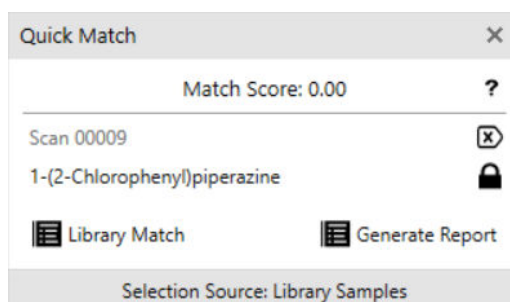 Quick Match
Match Score: 0.00 ?
Scan 00009
1-(2-Chlorophenyl)piperazine
Library Match Generate Report
Selection Source: Library Samples